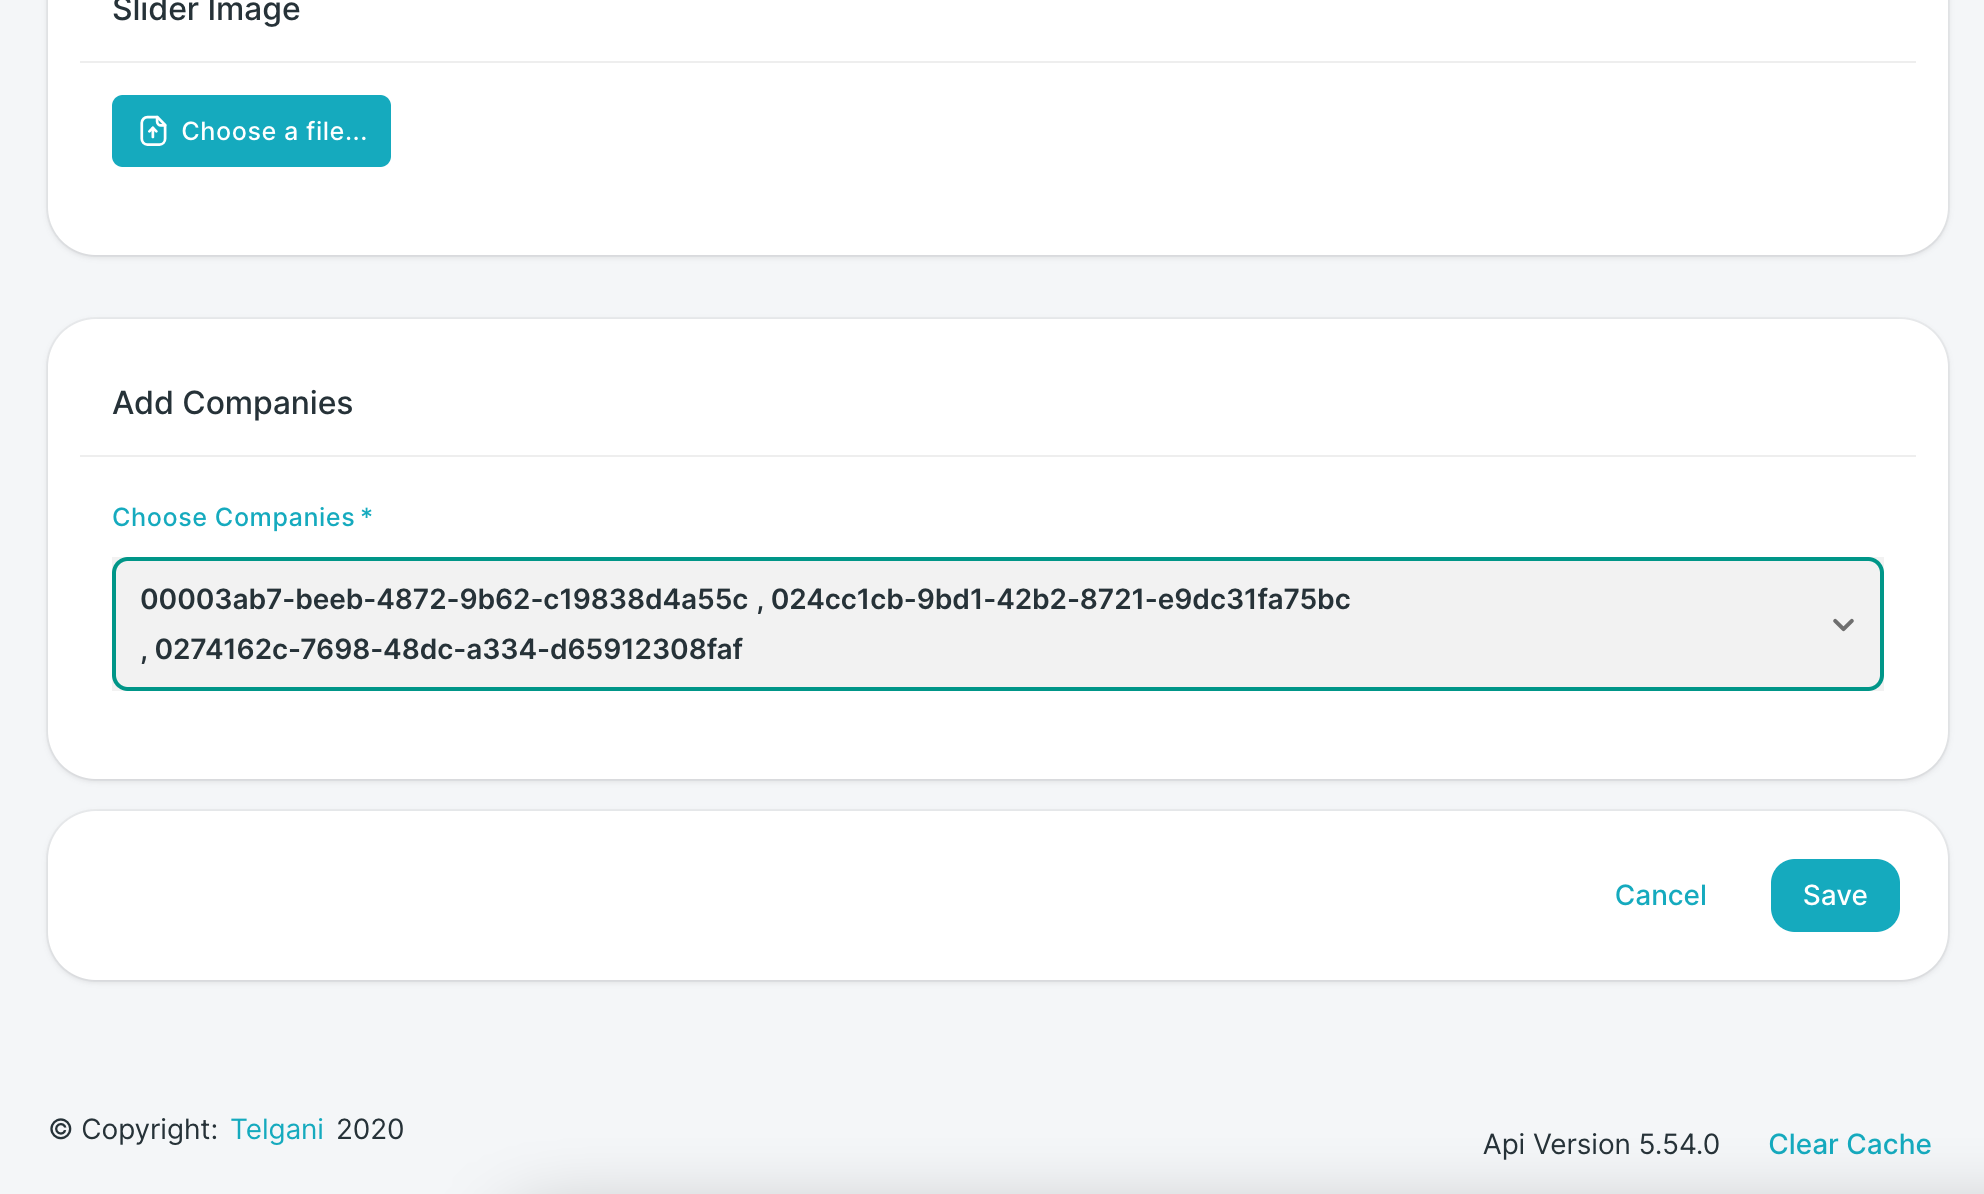 Slider Image
Choose a file...
Add Companies
Choose Companies *
00003ab7-beeb-4872-9b62-c19838d4a55c , 024cc1cb-9bd1-42b2-8721-e9dc31fa75bc
, 0274162c-7698-48dc-a334-d65912308faf
Cancel
Save
© Copyright: Telgani 2020
Api Version 5.54.0
Clear Cache